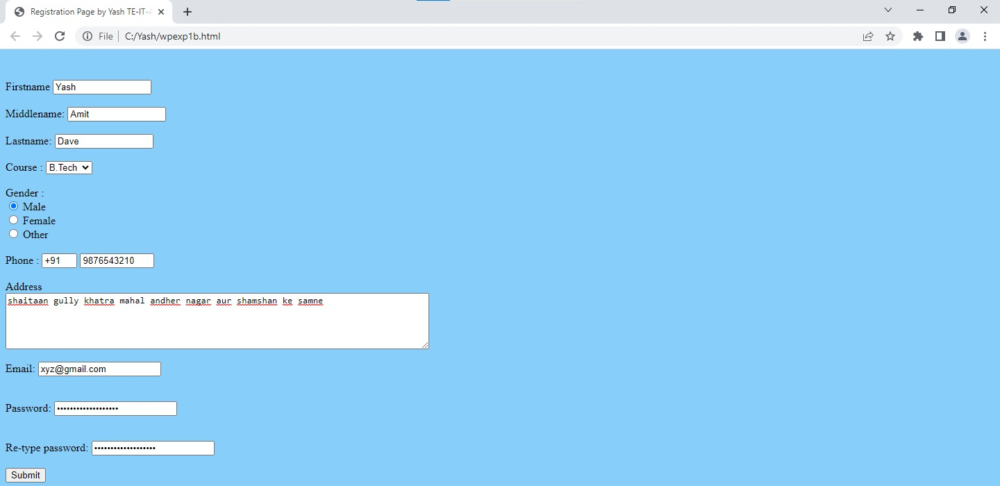 Registration Page by Yash TE-IT-
File C:/Yash/wpexp1b.html
Firstname Yash
Middlename: Amit
Lastname: Dave
Course : B.Tech
Gender :
Male
Female
Other
Phone : +91 9876543210
Address
shaitaan gully khatra mahal andher nagar aur shamshan ke samne
Email: xyz@gmail.com
Password: •••••••••••••••••••
Re-type password: •••••••••••••••••••
Submit